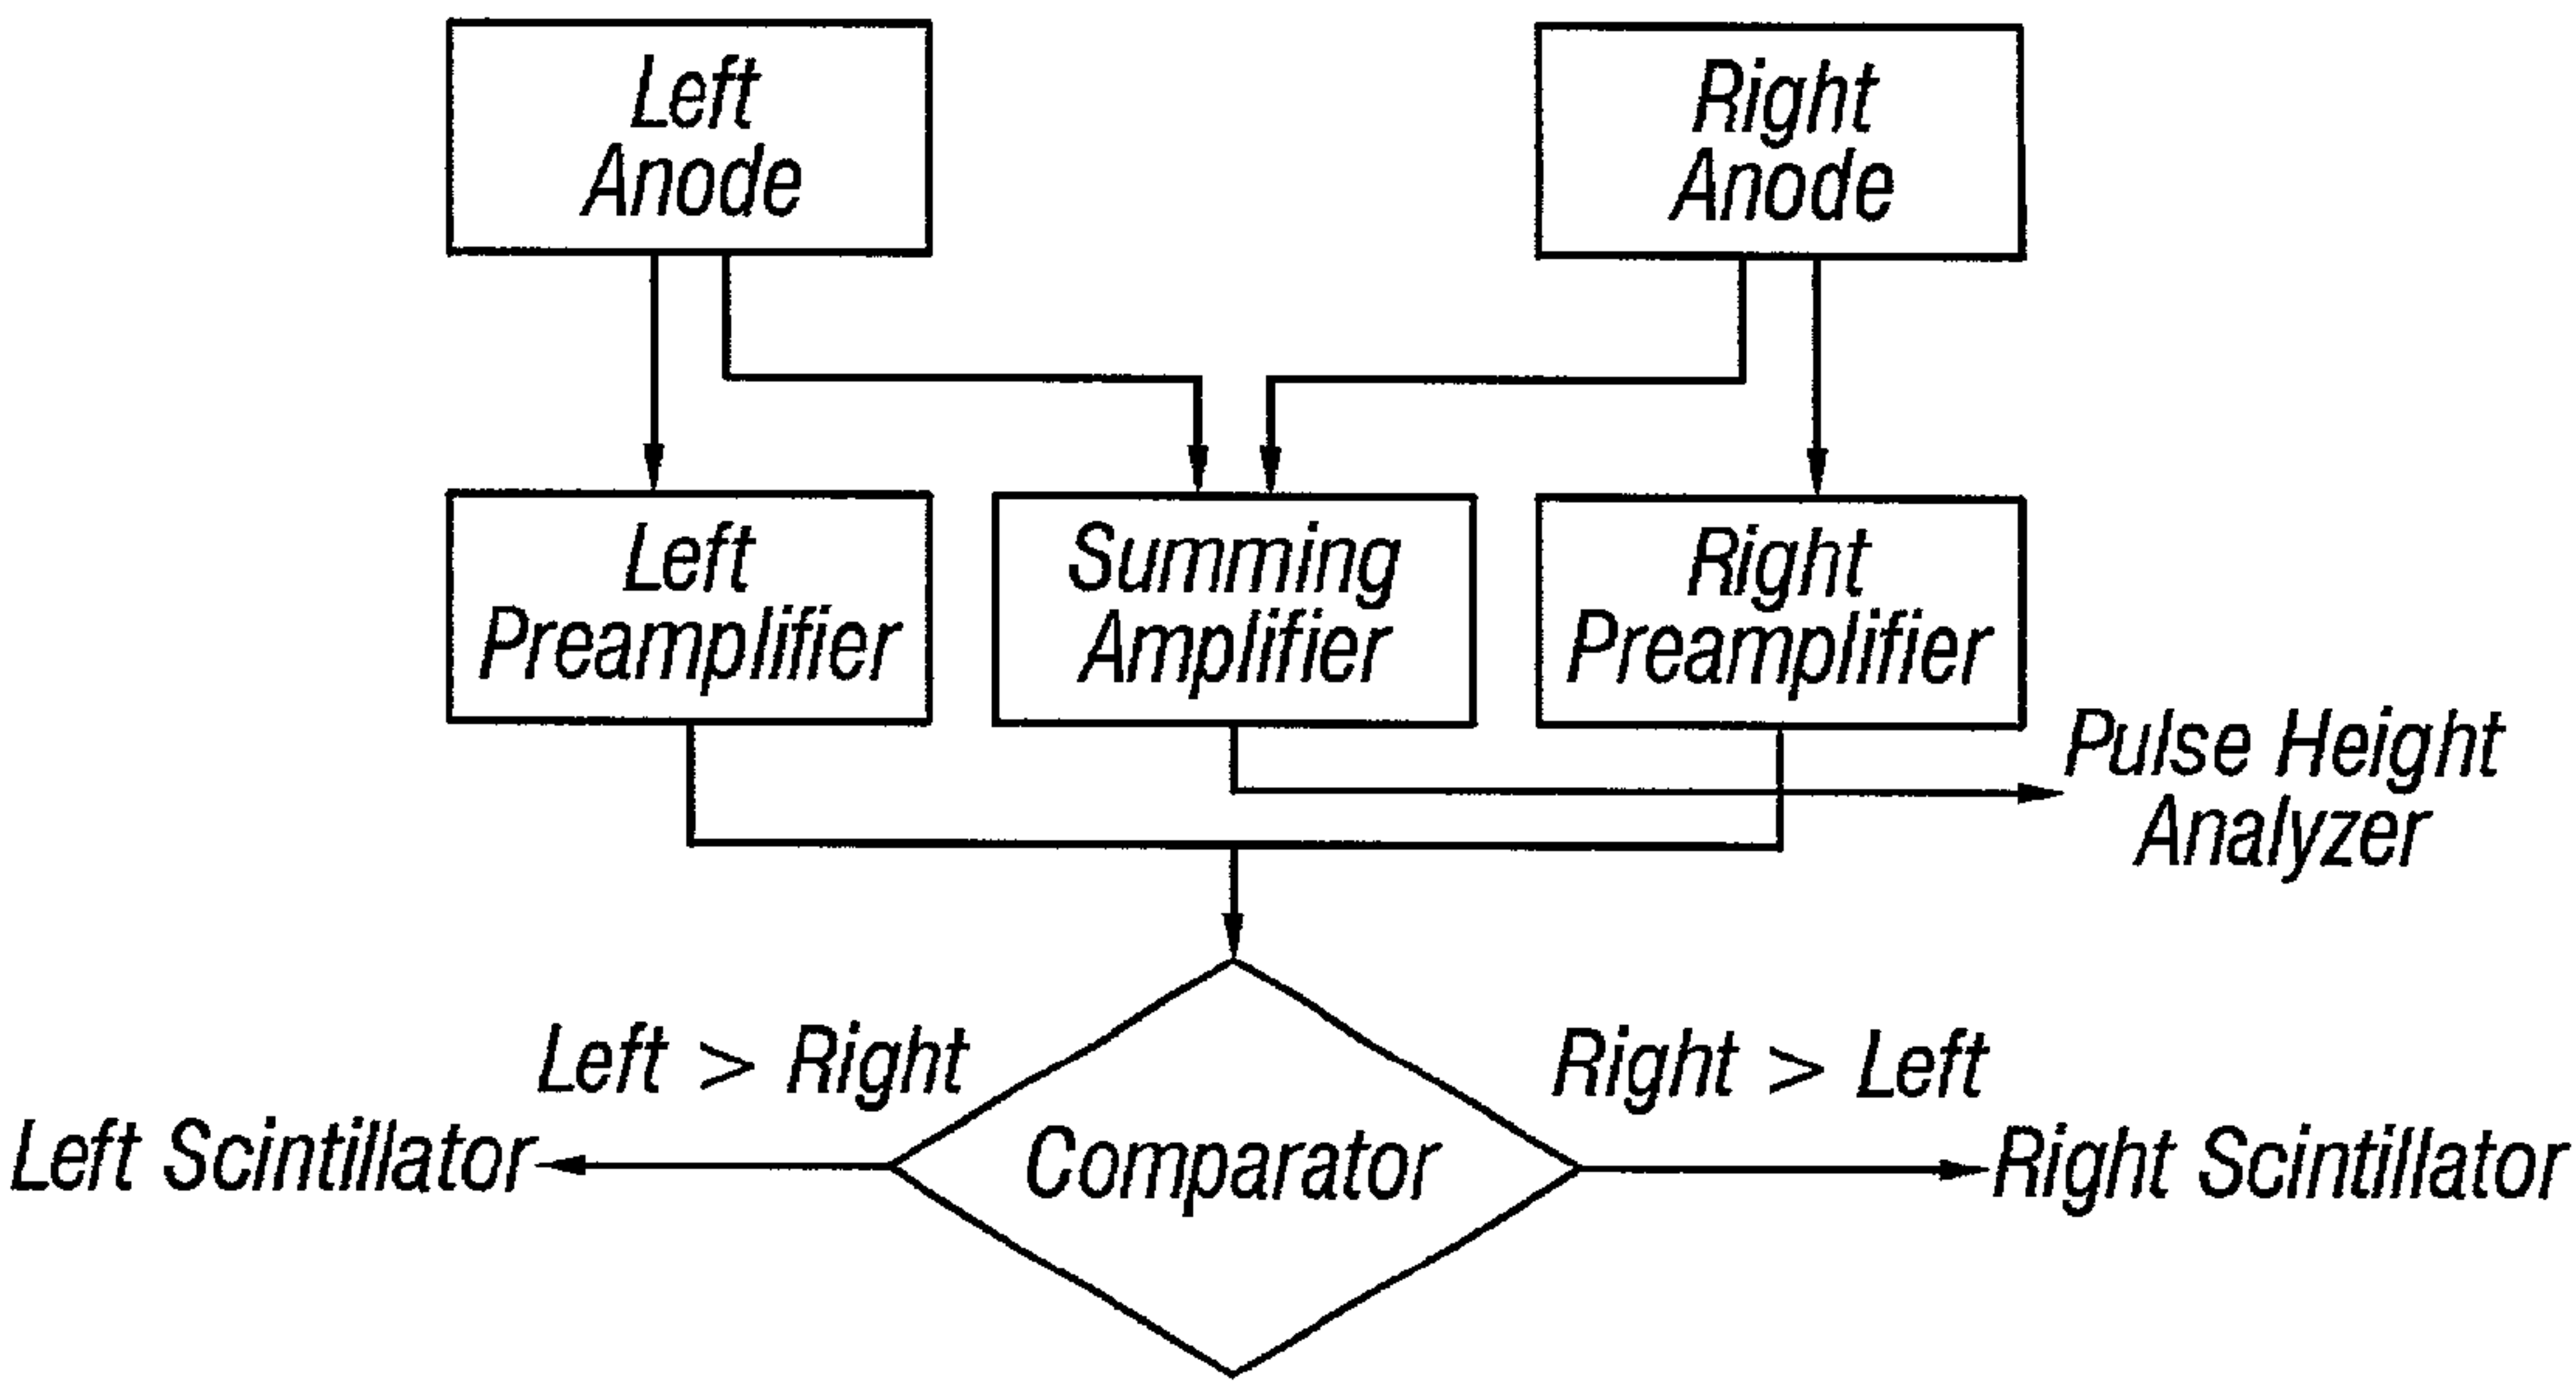 Left
Anode
Right
Anode
Left
Preamplifier
Summing
Amplifier
Right
Preamplifier
Pulse Height
Analyzer
Left > Right
Right > Left
Left Scintillator
Comparator
Right Scintillator